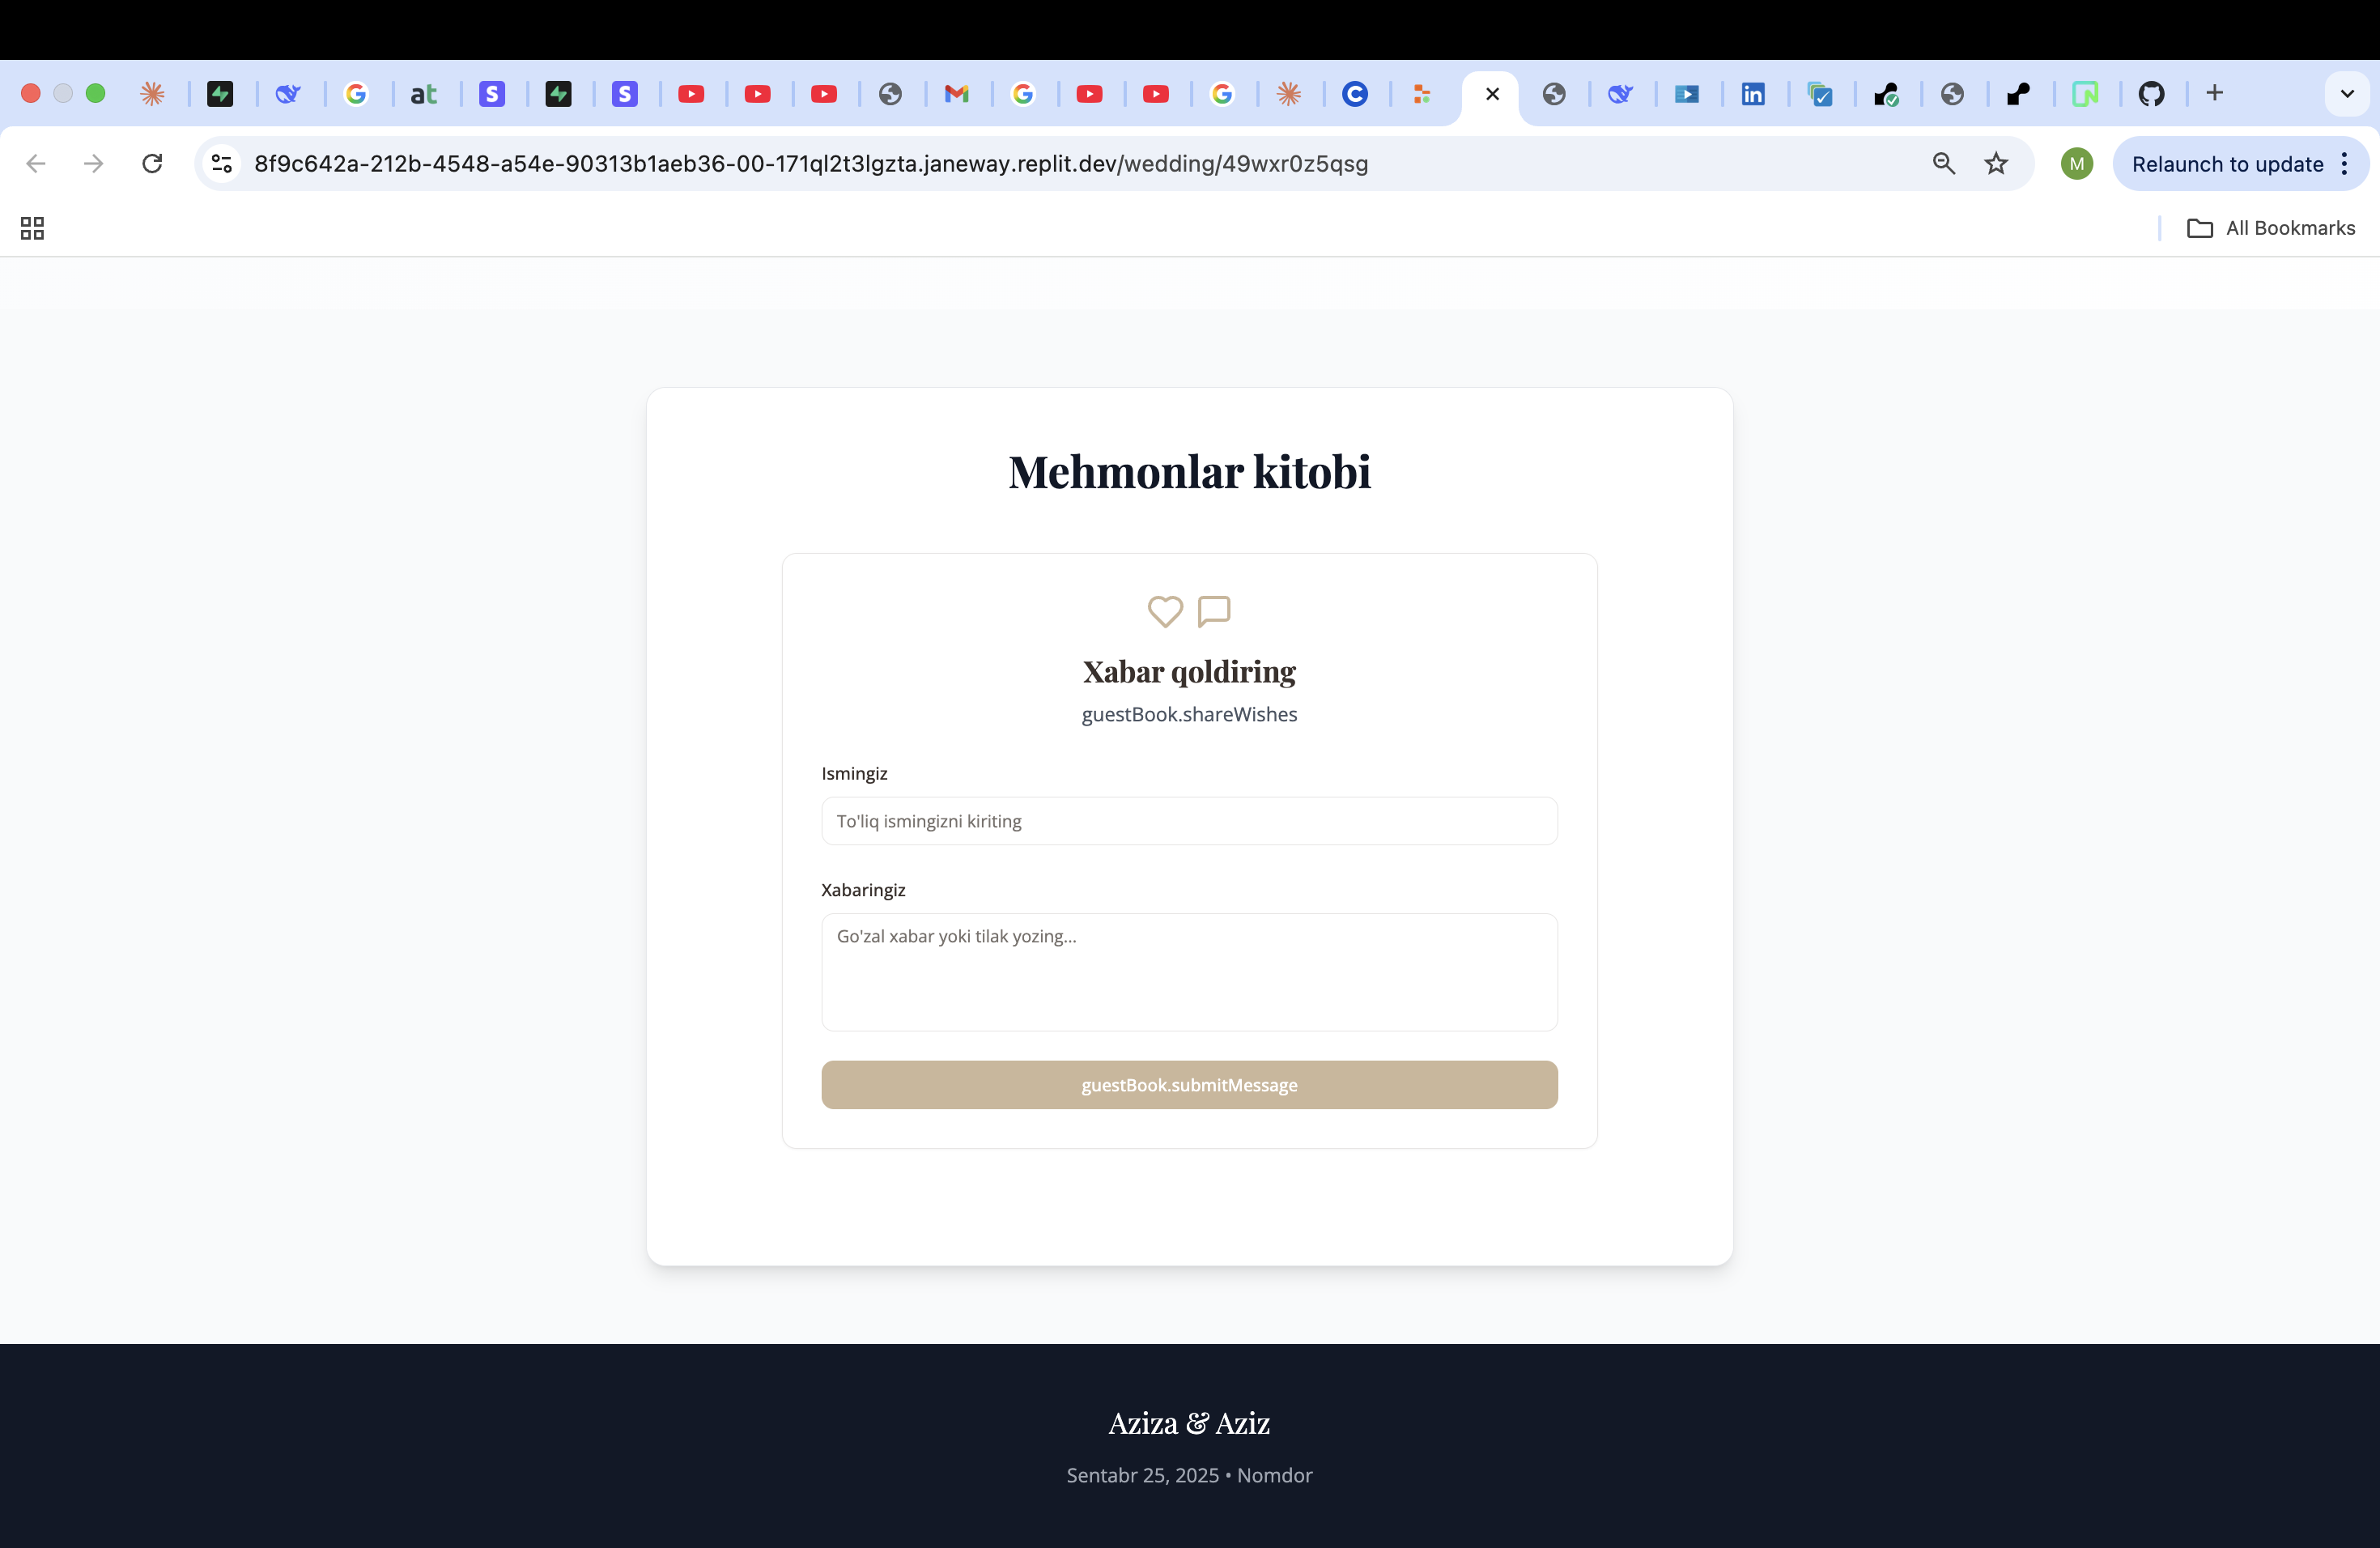 at
S
S
C
in
8f9c642a-212b-4548-a54e-90313b1aeb36-00-171ql2t3lgzta.janeway.replit.dev/wedding/49wxr0z5qsg
M
Relaunch to update
All Bookmarks
Mehmonlar kitobi
Xabar qoldiring
guestBook.shareWishes
Ismingiz
To'liq ismingizni kiriting
Xabaringiz
Go'zal xabar yoki tilak yozing...
guestBook.submitMessage
Aziza & Aziz
Sentabr 25, 2025 • Nomdor